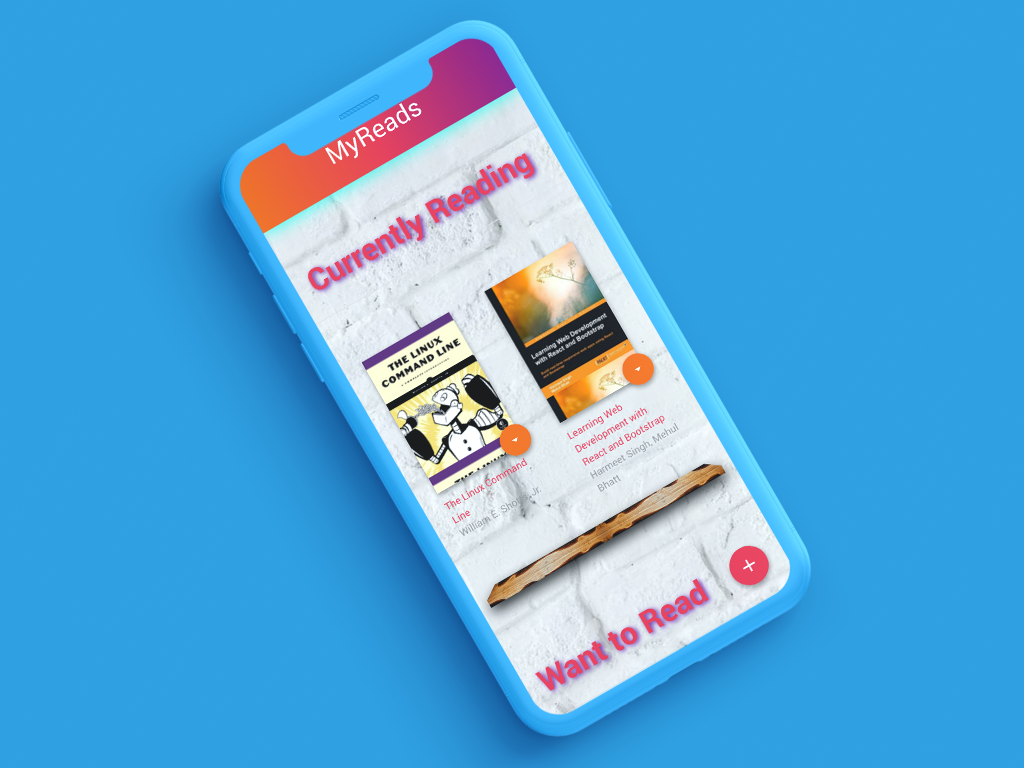 MyReads
Currently Reading
THE LINUX
COMMAND LINE
Learning Web Development
with React and Bootstrap
Packt
The Linux Command
Line
William E. Jr.
Learning Web
Development with
React and Bootstrap
Harmeet Singh, Mehul
Bhatt
Want to Read